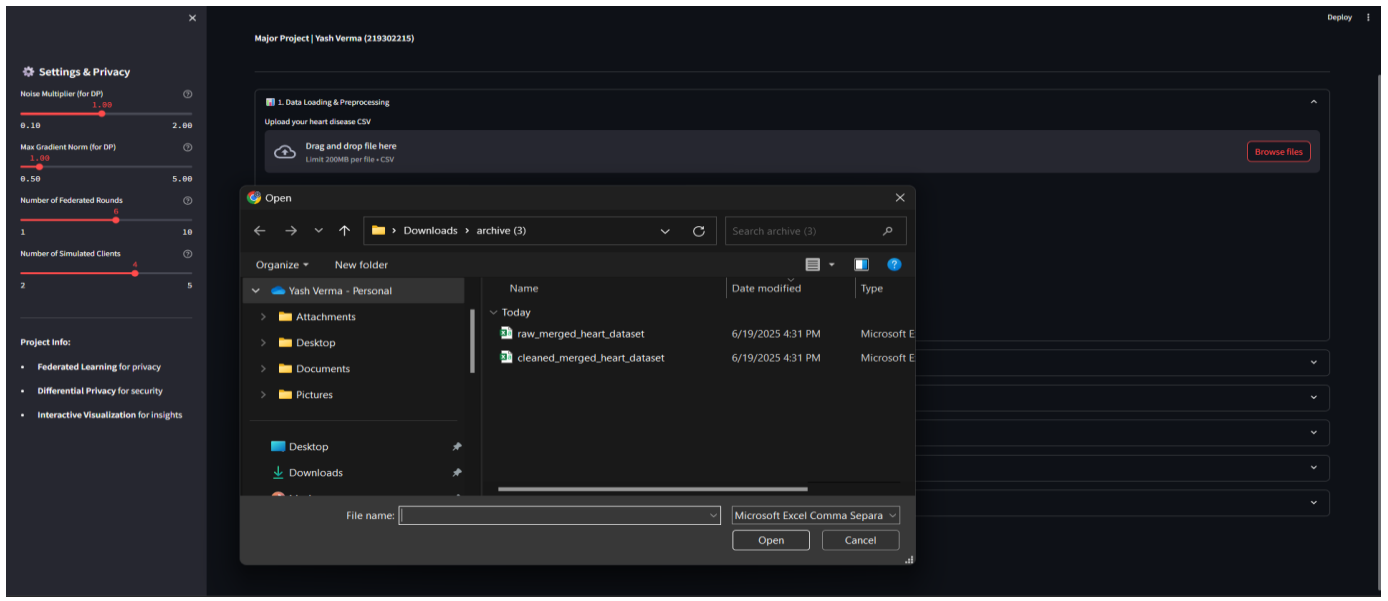 Deploy
Major Project | Yash Verma (219302215)
Settings & Privacy
Noise Multiplier (for DP)
1.00
0.10 2.00
Max Gradient Norm (for DP)
1.00
0.50 5.00
Number of Federated Rounds
6
1 10
Number of Simulated Clients
4
2 5
Project Info:
• Federated Learning for privacy
• Differential Privacy for security
• Interactive Visualization for insights
1. Data Loading & Preprocessing
Upload your heart disease CSV
Drag and drop file here
Limit 200MB per file • CSV
Browse files
Open
Downloads > archive (3)
Search archive (3)
Organize New folder
Name Date modified Type
Yash Verma - Personal
Attachments
Desktop
Documents
Pictures
Desktop
Downloads
Today
raw_merged_heart_dataset 6/19/2025 4:31 PM Microsoft E
cleaned_merged_heart_dataset 6/19/2025 4:31 PM Microsoft E
File name: Microsoft Excel Comma Separa
Open Cancel